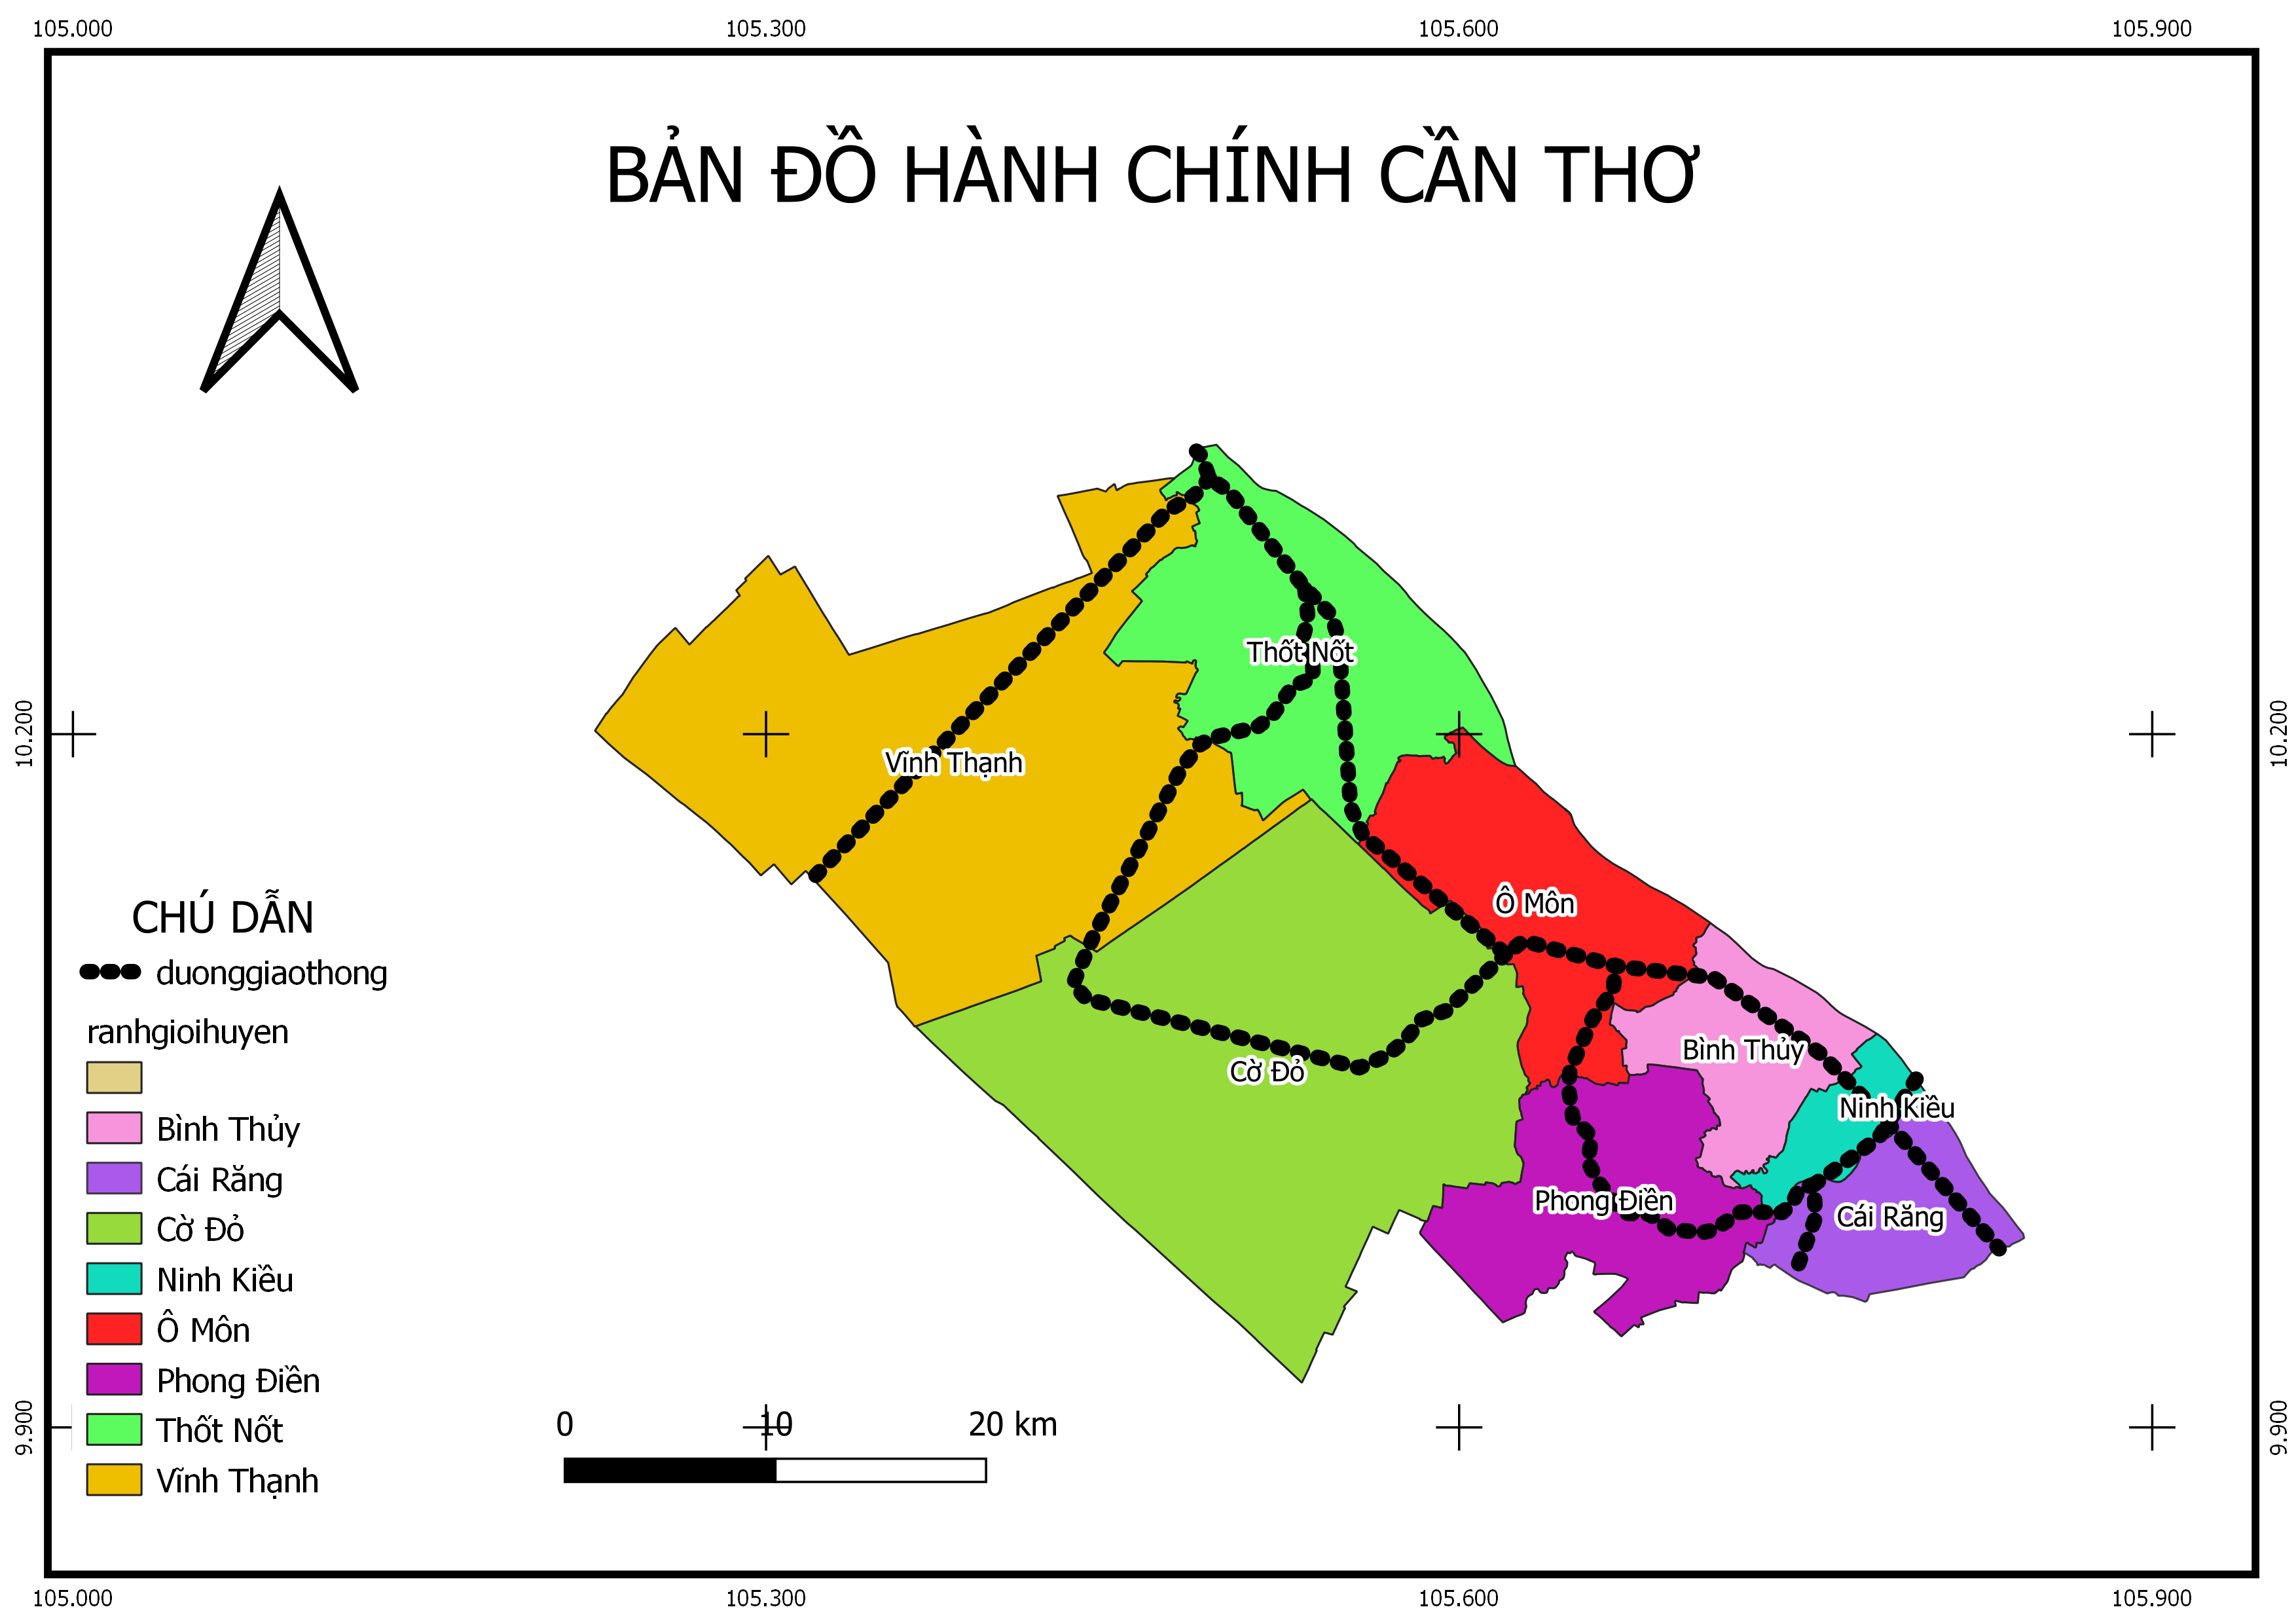 105.000 105.300 105.600 105.900
BẢN ĐỒ HÀNH CHÍNH CẦN THƠ
Thốt Nốt
10.200 10.200
Vĩnh Thạnh
Ô Môn
CHÚ DẪN
duonggiaothong
ranhgioihuyen
Bình Thủy
Cờ Đỏ
Ninh Kiều
Phong Điền
Cái Răng
Bình Thủy
Cái Răng
Cờ Đỏ
Ninh Kiều
Ô Môn
Phong Điền
Thốt Nốt
Vĩnh Thạnh
9.900 9.900
0 10 20 km
105.000 105.300 105.600 105.900